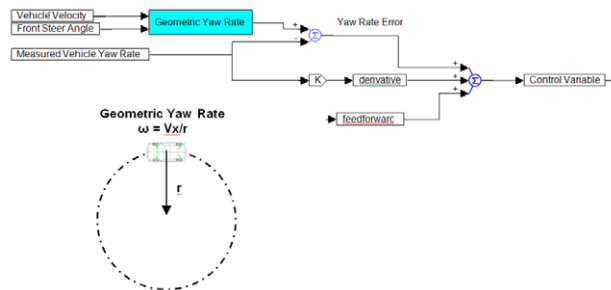 Vehicle Velocity
Front Steer Angle
Geometric Yaw Rate
Yaw Rate Error
Measured Vehicle Yaw Rate
+
-
Σ
K
derivative
+
+
+
Σ
Control Variable
feedforwarc
Geometric Yaw Rate
ω = Vx/r
r